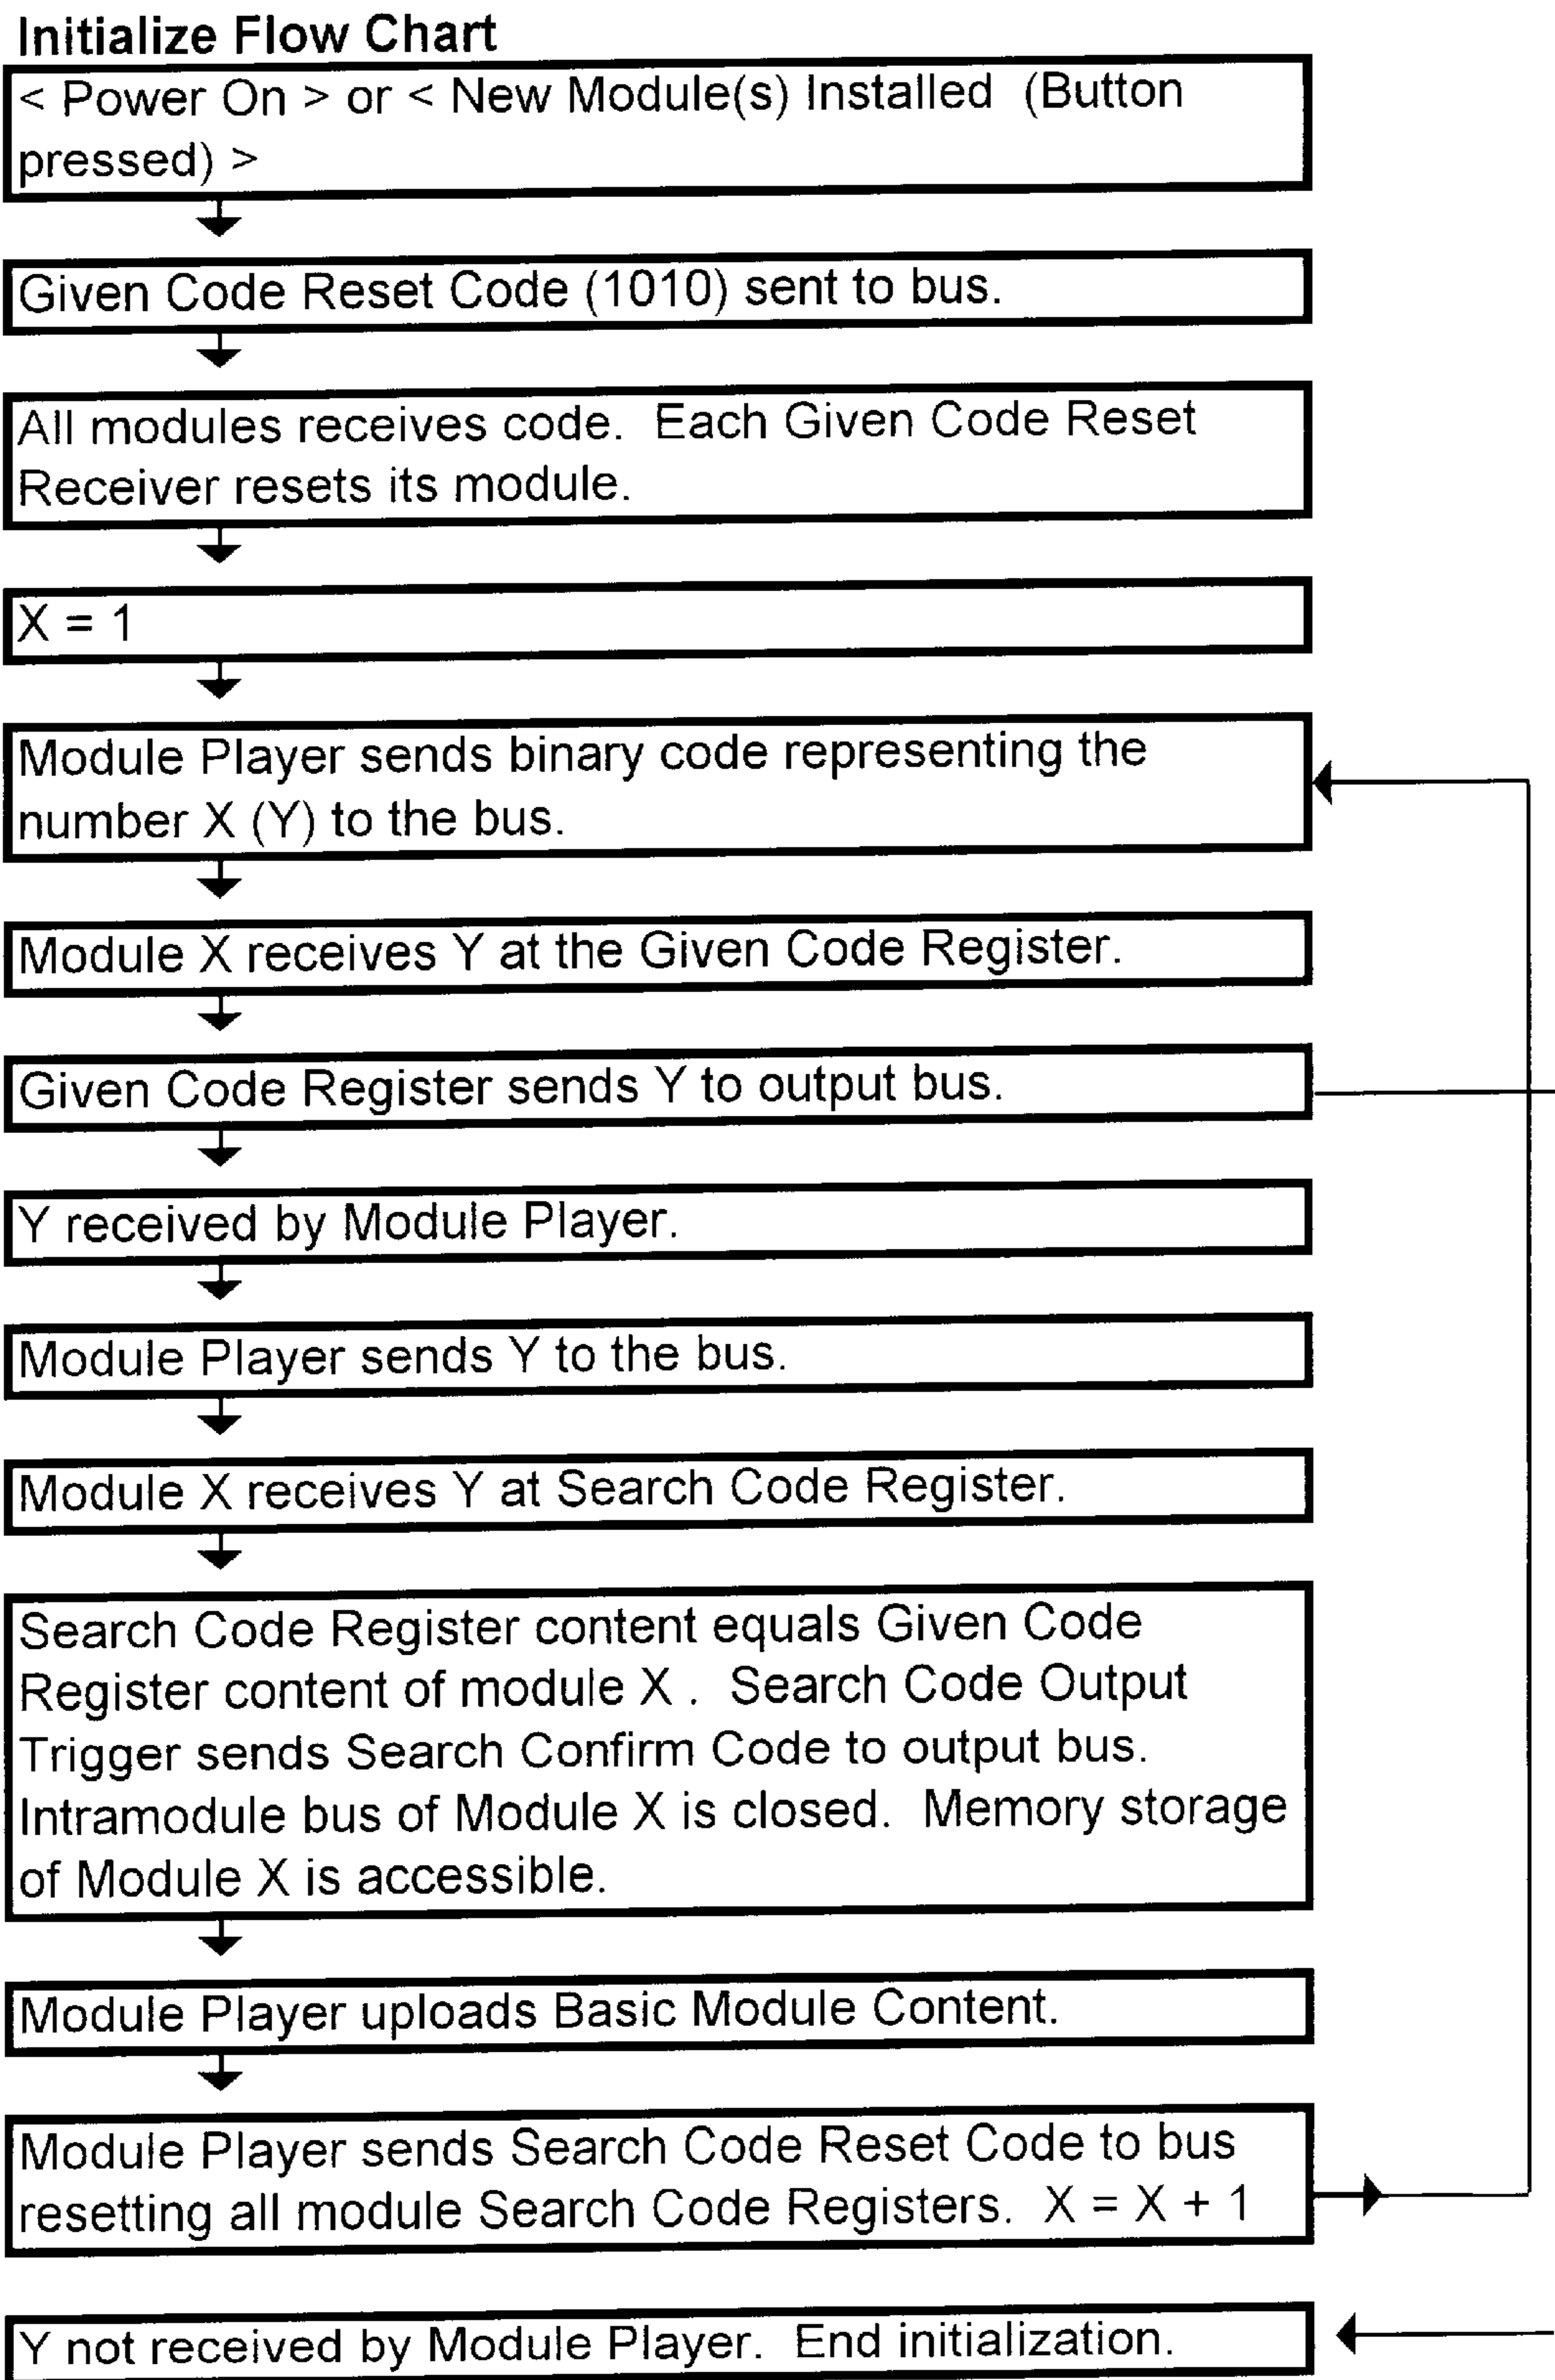 Initialize Flow Chart
< Power On > or < New Module(s) Installed (Button
pressed) >
Given Code Reset Code (1010) sent to bus.
All modules receives code. Each Given Code Reset
Receiver resets its module.
X = 1
Module Player sends binary code representing the
number X (Y) to the bus.
Module X receives Y at the Given Code Register.
Given Code Register sends Y to output bus.
Y received by Module Player.
Module Player sends Y to the bus.
Module X receives Y at Search Code Register.
Search Code Register content equals Given Code
Register content of module X . Search Code Output
Trigger sends Search Confirm Code to output bus.
Intramodule bus of Module X is closed. Memory storage
of Module X is accessible.
Module Player uploads Basic Module Content.
Module Player sends Search Code Reset Code to bus
resetting all module Search Code Registers. X = X + 1
Y not received by Module Player. End initialization.